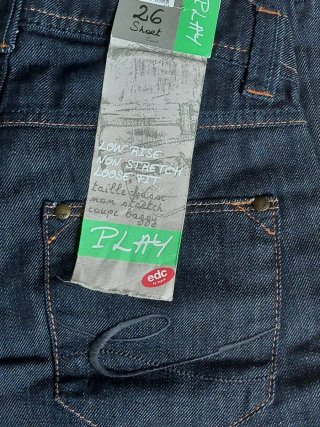 PLAY
26
Short
LOW RISE
NON STRETCH
LOOSE FIT
taille basse
non stretch
coupe baggy
PLAY
edc